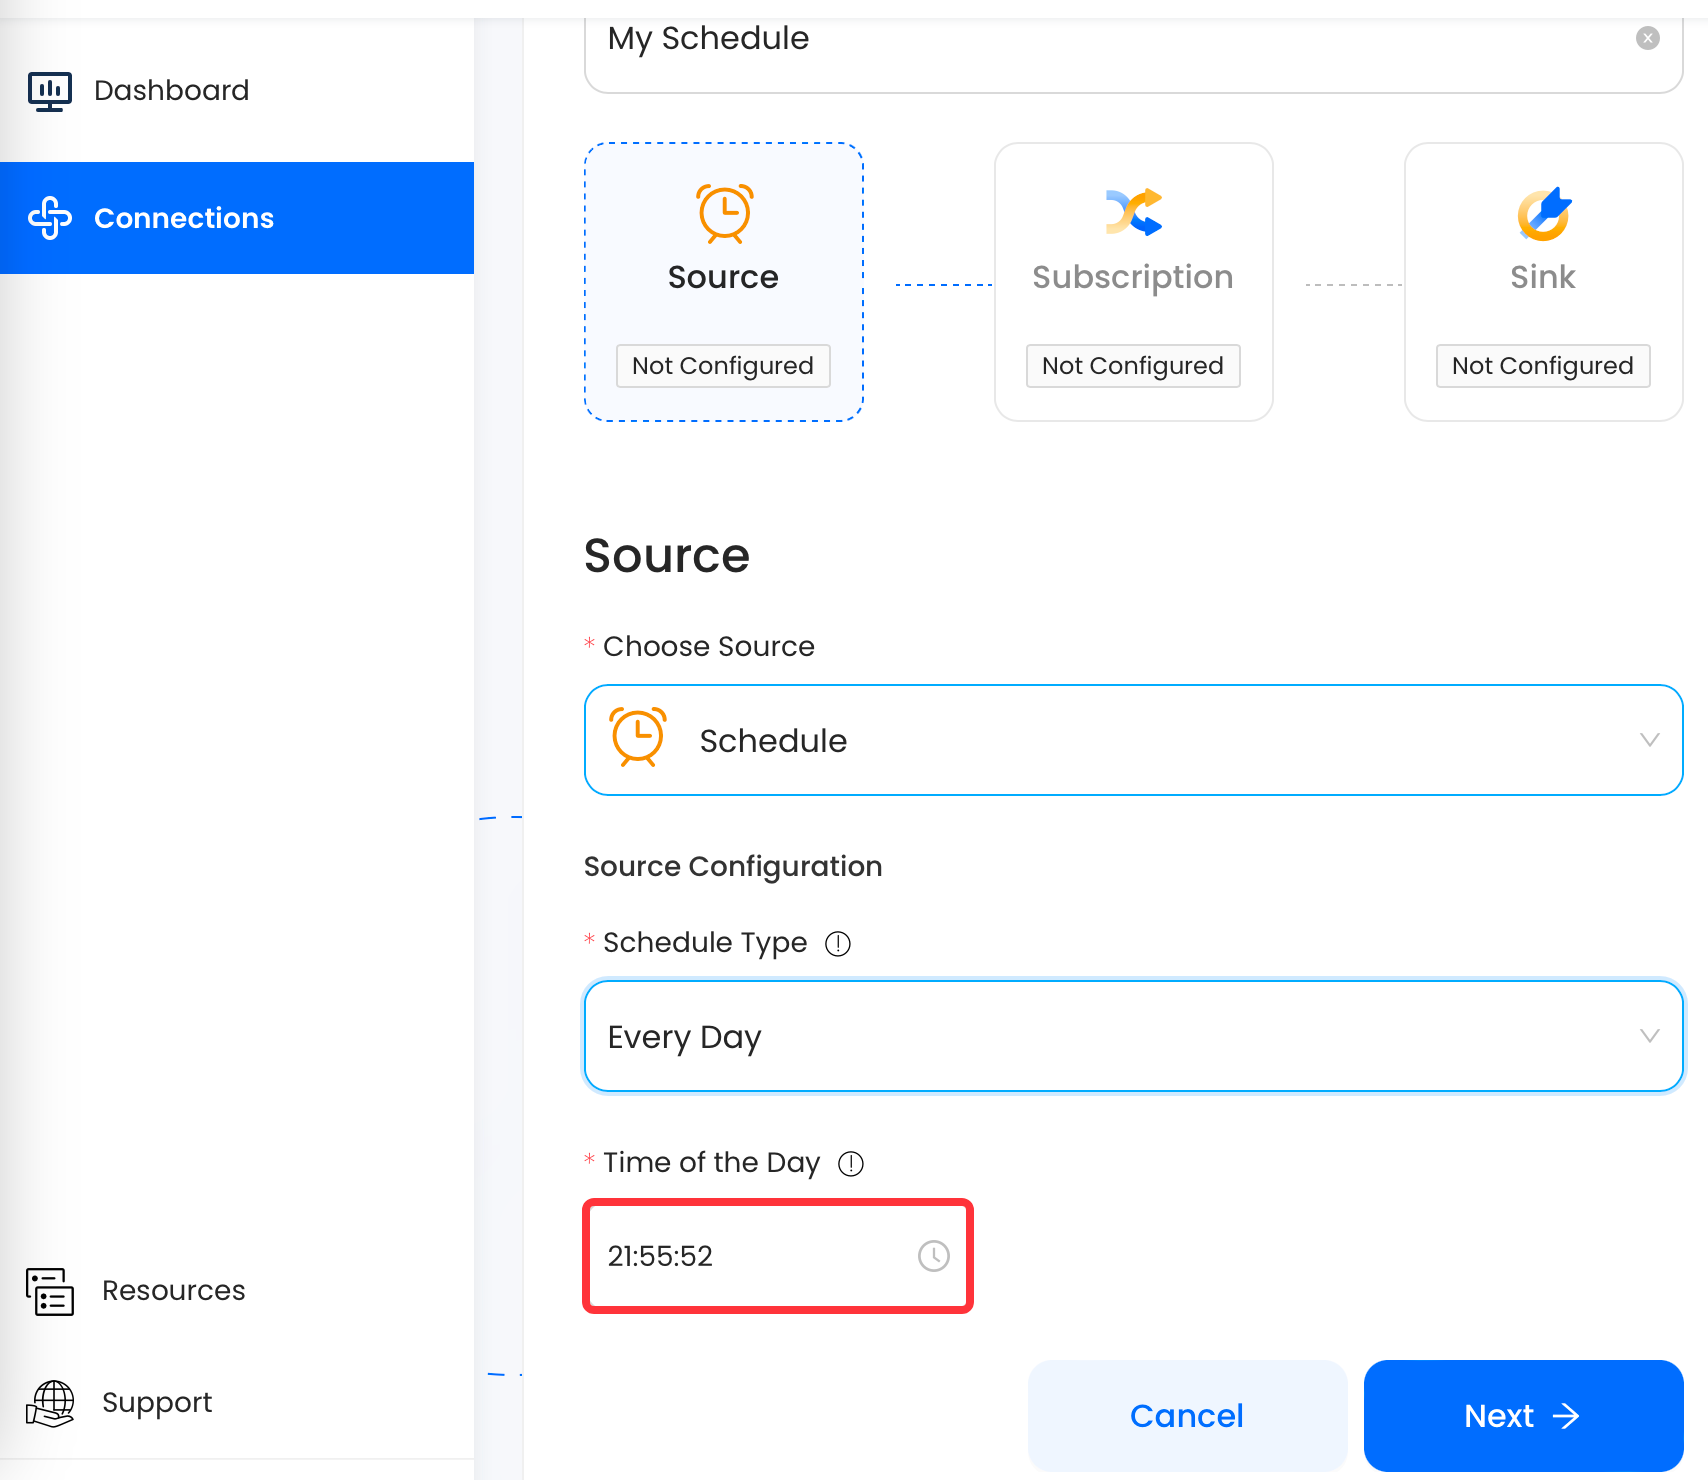 My Schedule
Dashboard
Connections
Source
Not Configured
Subscription
Not Configured
Sink
Not Configured
Source
* Choose Source
Schedule
Source Configuration
* Schedule Type
Every Day
* Time of the Day
21:55:52
Resources
Support
Cancel
Next →